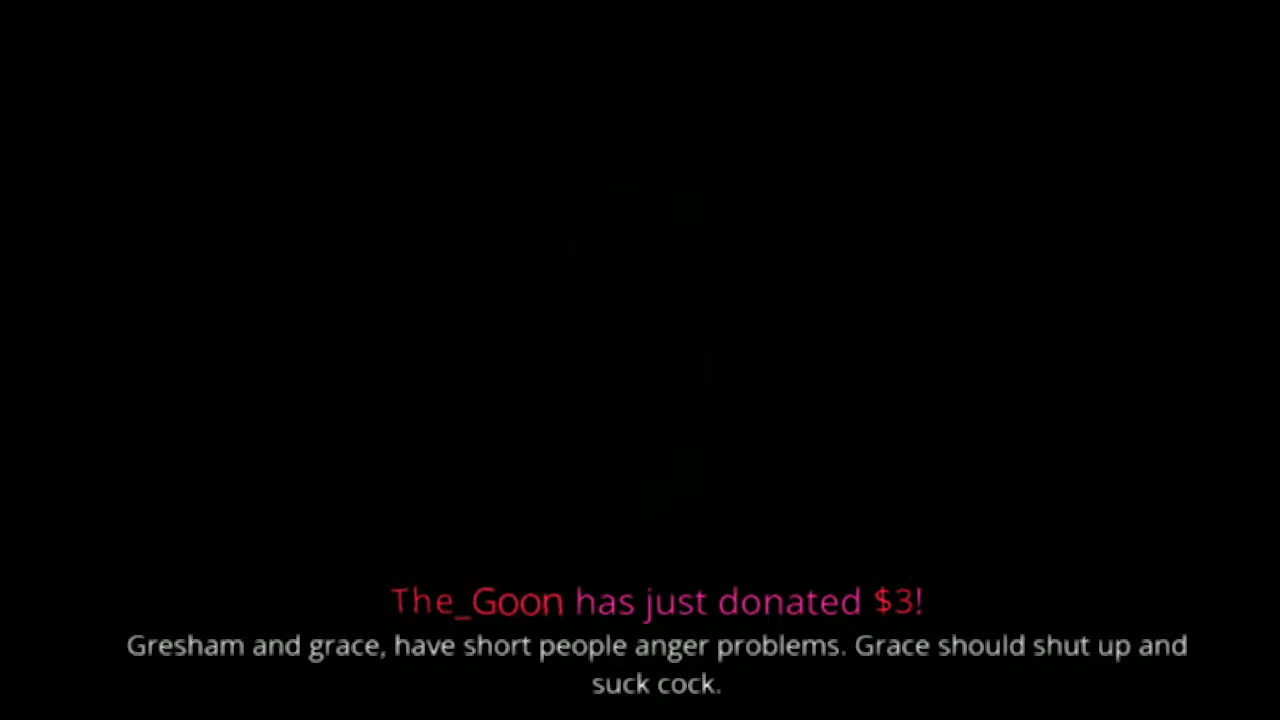 The_Goon has just donated $3!
Gresham and grace, have short people anger problems. Grace should shut up and
suck cock.